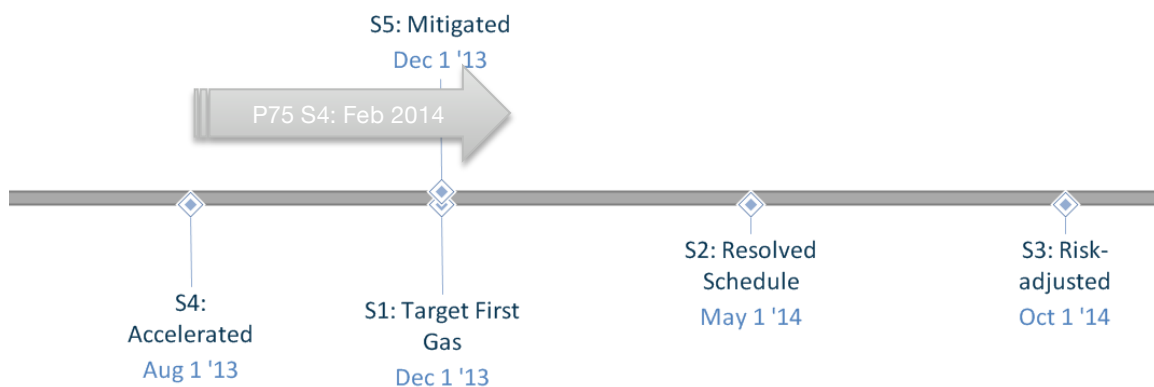 S5: Mitigated
Dec 1 '13
P75 S4: Feb 2014
S4:
Accelerated
Aug 1 '13
S1: Target First
Gas
Dec 1 '13
S2: Resolved
Schedule
May 1 '14
S3: Risk-
adjusted
Oct 1 '14